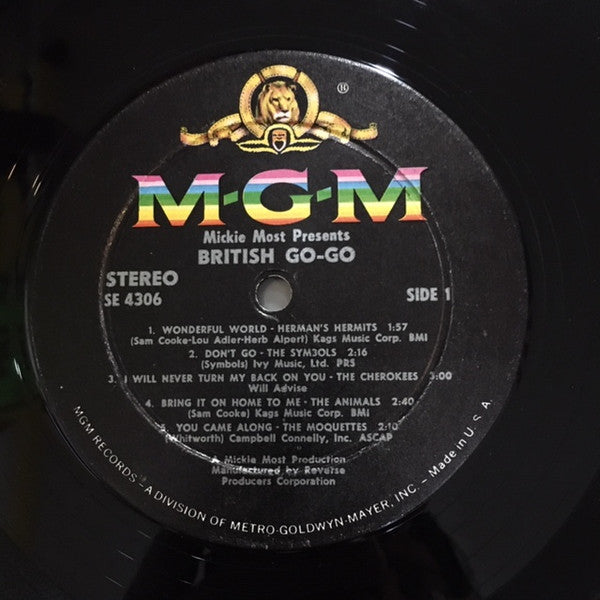 ®
M-G-M
Mickie Most Presents
BRITISH GO-GO
STEREO
SE 4306
SIDE 1
1. WONDERFUL WORLD - HERMAN'S HERMITS 1:57
(Sam Cooke-Lou Adler-Herb Alpert) Kags Music Corp. BMI
2. DON'T GO - THE SYMBOLS 2:16
(Symbols) Ivy Music, Ltd. PRS
3. I WILL NEVER TURN MY BACK ON YOU - THE CHEROKEES 3:00
Will Advise
4. BRING IT ON HOME TO ME - THE ANIMALS 2:40
(Sam Cooke) Kags Music Corp. BMI
5. YOU CAME ALONG - THE MOQUETTES 2:10
(Whitworth) Campbell Connelly, Inc. ASCAP
A Mickie Most Production
Manufactured by Reverse
Producers Corporation
MGM RECORDS - A DIVISION OF METRO-GOLDWYN-MAYER, INC. - Made in U.S.A.